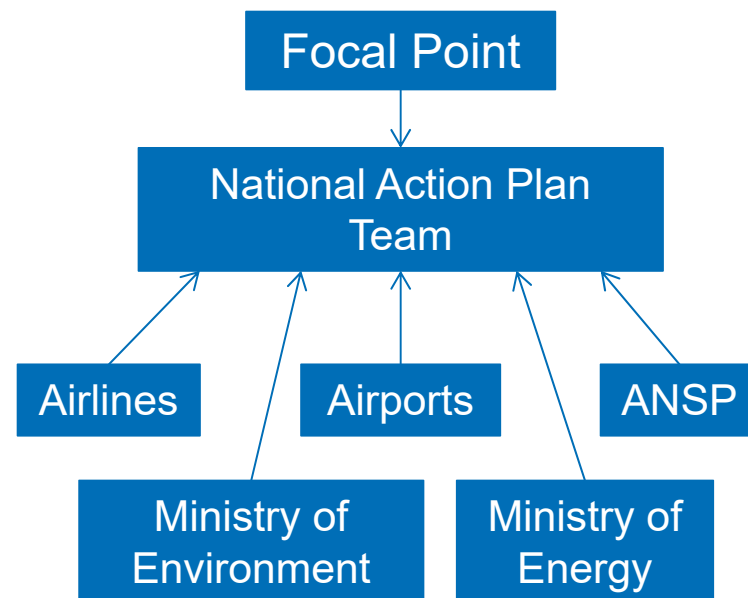 Focal Point
National Action Plan
Team
Airlines
Airports
ANSP
Ministry of
Environment
Ministry of
Energy